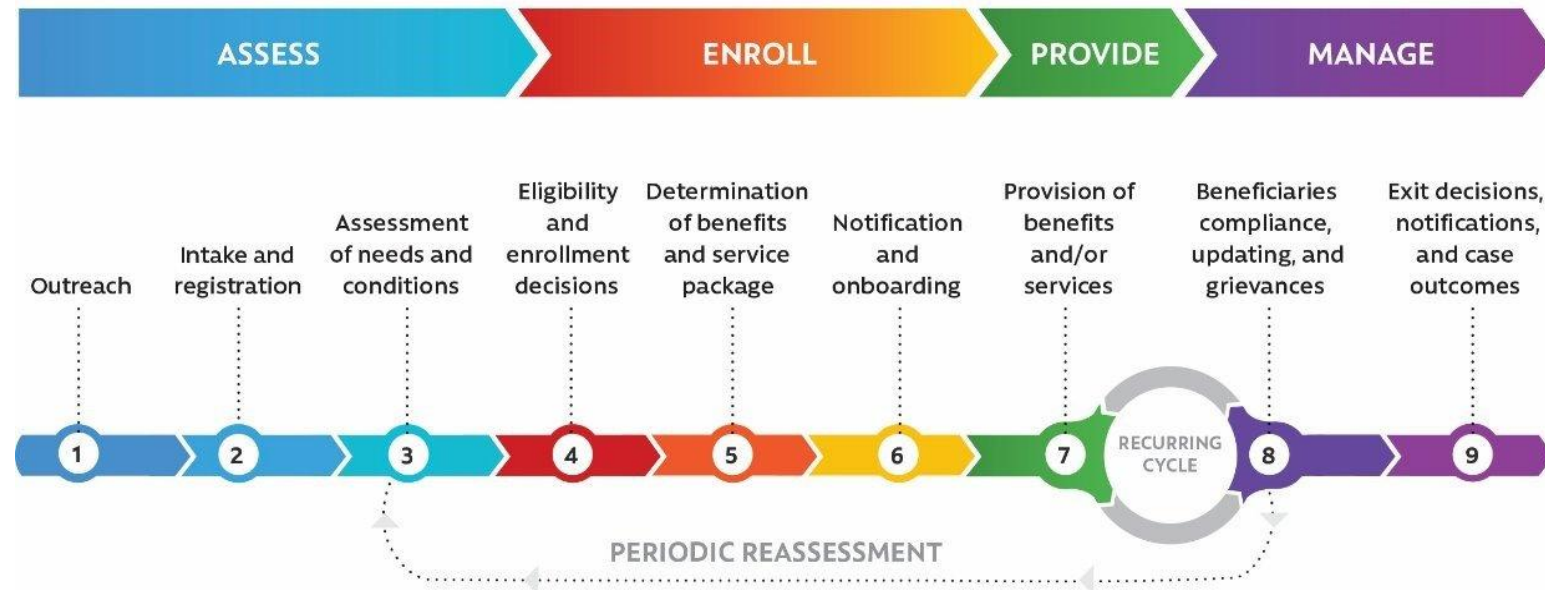 ASSESS
ENROLL
PROVIDE
MANAGE
Outreach
Intake and
registration
Assessment
of needs and
conditions
Eligibility
and
enrollment
decisions
Determination
of benefits
and service
package
Notification
and
onboarding
Provision of
benefits
and/or
services
Beneficiaries
compliance,
updating, and
grievances
Exit decisions,
notifications,
and case
outcomes
1
2
3
4
5
6
7
RECURRING
CYCLE
8
9
PERIODIC REASSESSMENT